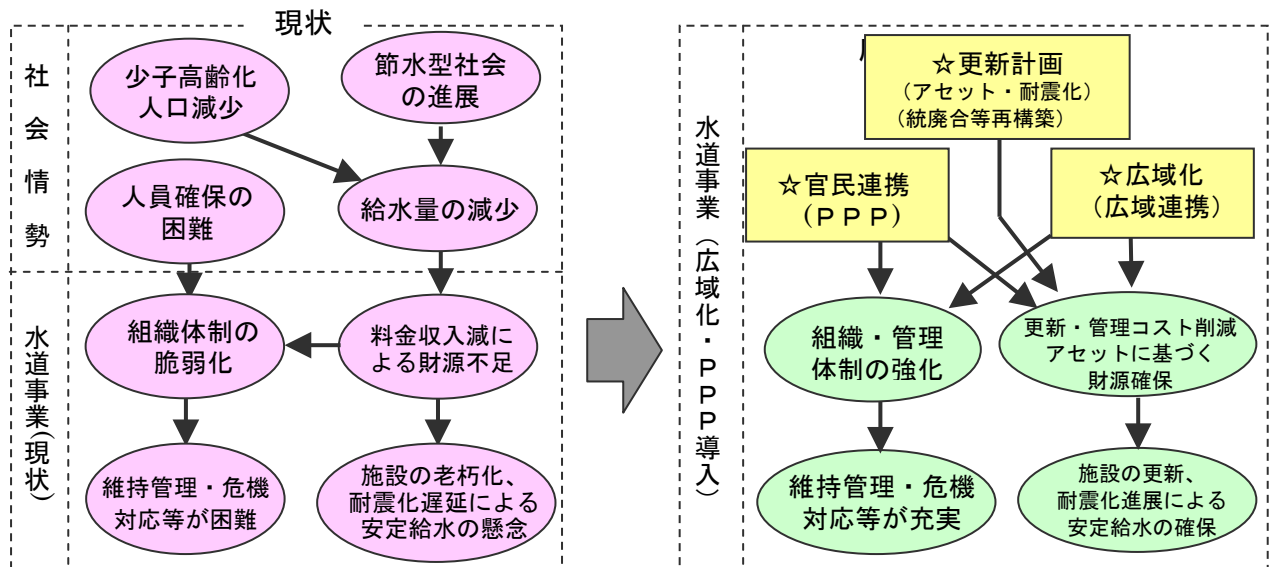 現状
社会情勢
少子高齢化
人口減少
節水型社会
の進展
人員確保の
困難
給水量の減少
水道事業(現状)
組織体制の
脆弱化
料金収入減に
よる財源不足
維持管理・危機
対応等が困難
施設の老朽化、
耐震化遅延による
安定給水の懸念
水道事業(広域化・ＰＰＰ導入)
☆更新計画
(アセット・耐震化)
(統廃合等再構築)
☆官民連携
(ＰＰＰ)
☆広域化
(広域連携)
組織・管理
体制の強化
更新・管理コスト削減
アセットに基づく
財源確保
維持管理・危機
対応等が充実
施設の更新、
耐震化進展による
安定給水の確保